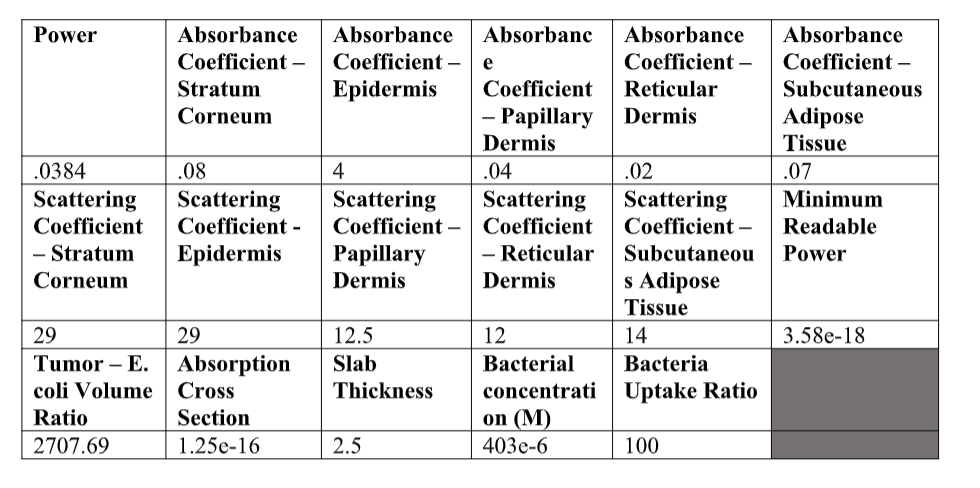 Power Absorbance Absorbance Absorbanc Absorbance Absorbance
Coefficient – Coefficient – e Coefficient – Coefficient –
Stratum Epidermis Coefficient Reticular Subcutaneous
Corneum – Papillary Dermis Adipose
Dermis Tissue
.0384 .08 4 .04 .02 .07
Scattering Scattering Scattering Scattering Scattering Minimum
Coefficient Coefficient - Coefficient – Coefficient Coefficient – Readable
– Stratum Epidermis Papillary – Reticular Subcutaneou Power
Corneum Dermis Dermis s Adipose
Tissue
29 29 12.5 12 14 3.58e-18
Tumor – E. Absorption Slab Bacterial Bacteria
coli Volume Cross Thickness concentrati Uptake Ratio
Ratio Section on (M)
2707.69 1.25e-16 2.5 403e-6 100